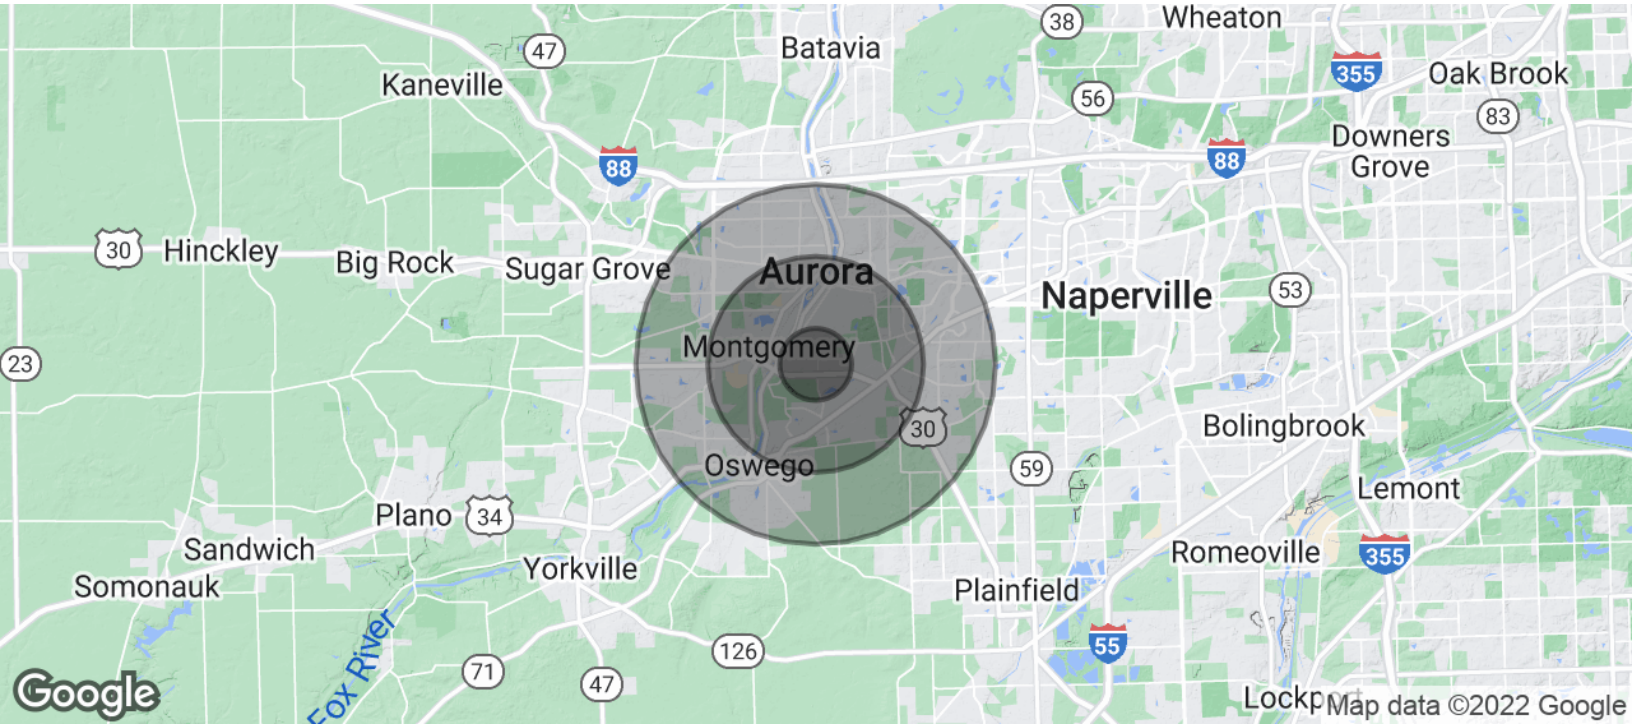 Wheaton
38
Batavia
47
355
Oak Brook
Kaneville
56
83
Downers
Grove
88
88
30
Hinckley
Big Rock
Sugar Grove
Aurora
Naperville
53
Montgomery
23
30
Bolingbrook
Oswego
59
Lemont
Plano
34
Sandwich
Romeoville
355
Yorkville
Somonauk
Plainfield
Fox River
126
55
71
47
Google
Lockport
Map data ©2022 Google